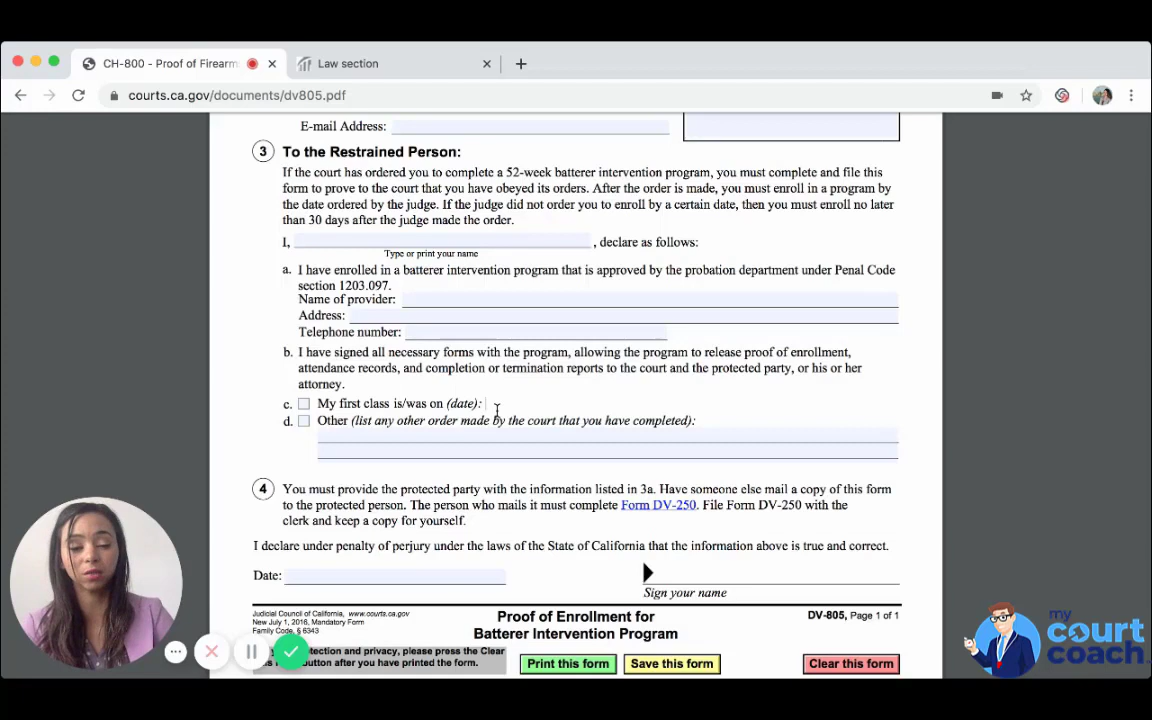 CH-800 - Proof of Firearm
Law section
courts.ca.gov/documents/dv805.pdf
E-mail Address:
3 To the Restrained Person:
If the court has ordered you to complete a 52-week batterer intervention program, you must complete and file this
form to prove to the court that you have obeyed its orders. After the order is made, you must enroll in a program by
the date ordered by the judge. If the judge did not order you to enroll by a certain date, then you must enroll no later
than 30 days after the judge made the order.
I, , declare as follows:
Type or print your name
a. I have enrolled in a batterer intervention program that is approved by the probation department under Penal Code
section 1203.097.
Name of provider:
Address:
Telephone number:
b. I have signed all necessary forms with the program, allowing the program to release proof of enrollment,
attendance records, and completion or termination reports to the court and the protected party, or his or her
attorney.
c. My first class is/was on (date):
d. Other (list any other order made by the court that you have completed):
4 You must provide the protected party with the information listed in 3a. Have someone else mail a copy of this form
to the protected person. The person who mails it must complete Form DV-250. File Form DV-250 with the
clerk and keep a copy for yourself.
I declare under penalty of perjury under the laws of the State of California that the information above is true and correct.
Date:
Sign your name
Judicial Council of California, www.courts.ca.gov
New July 1, 2016, Mandatory Form
Family Code, § 6343
Proof of Enrollment for
Batterer Intervention Program
DV-805, Page 1 of 1
tection and privacy, please press the Clear
button after you have printed the form.
Print this form
Save this form
Clear this form
my
court
coach